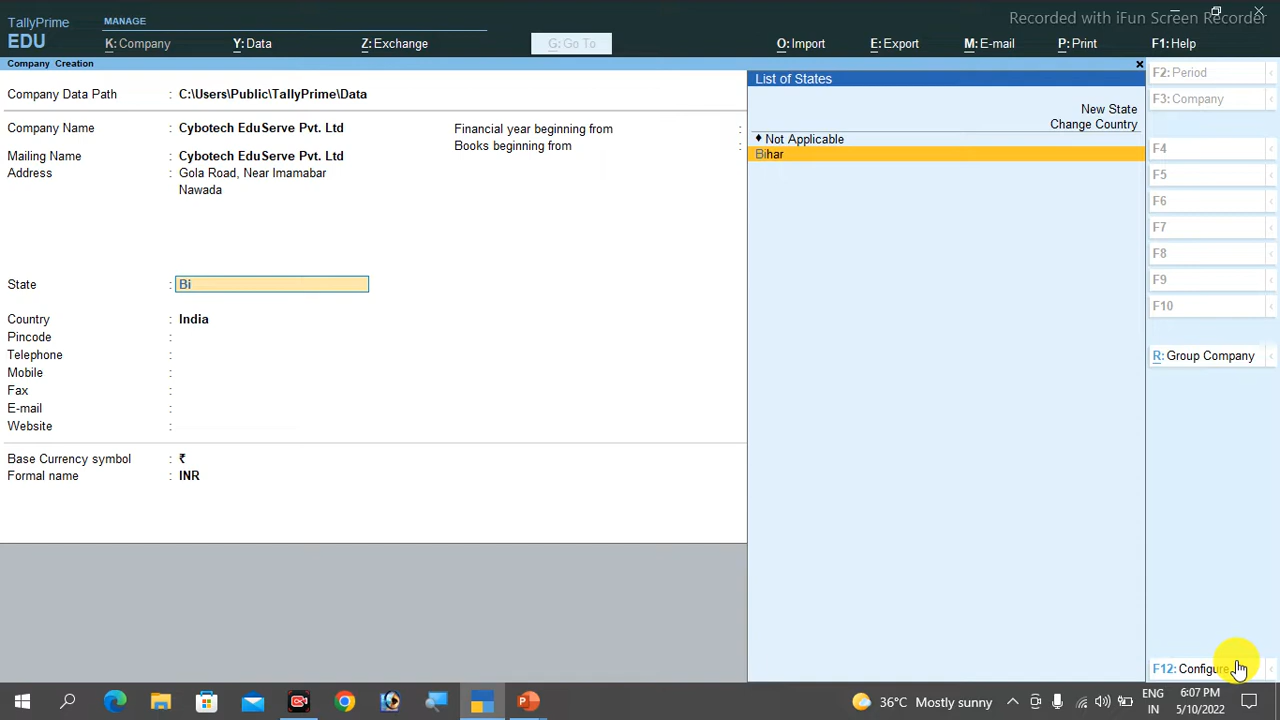 TallyPrime
EDU
MANAGE
K: Company
Y: Data
Z: Exchange
G: Go To
O: Import
E: Export
M: E-mail
P: Print
F1: Help
Recorded with iFun Screen Recorder
Company Creation
×
Company Data Path : C:\Users\Public\TallyPrime\Data
Company Name : Cybotech EduServe Pvt. Ltd
Financial year beginning from :
Books beginning from :
Mailing Name : Cybotech EduServe Pvt. Ltd
Address : Gola Road, Near Imamabar
Nawada
State : Bi
Country : India
Pincode :
Telephone :
Mobile :
Fax :
E-mail :
Website :
Base Currency symbol : ₹
Formal name : INR
List of States
New State
Change Country
♦ Not Applicable
Bihar
F2: Period
F3: Company
F4
F5
F6
F7
F8
F9
F10
R: Group Company
F12: Configure
36°C Mostly sunny
ENG
IN
6:07 PM
5/10/2022